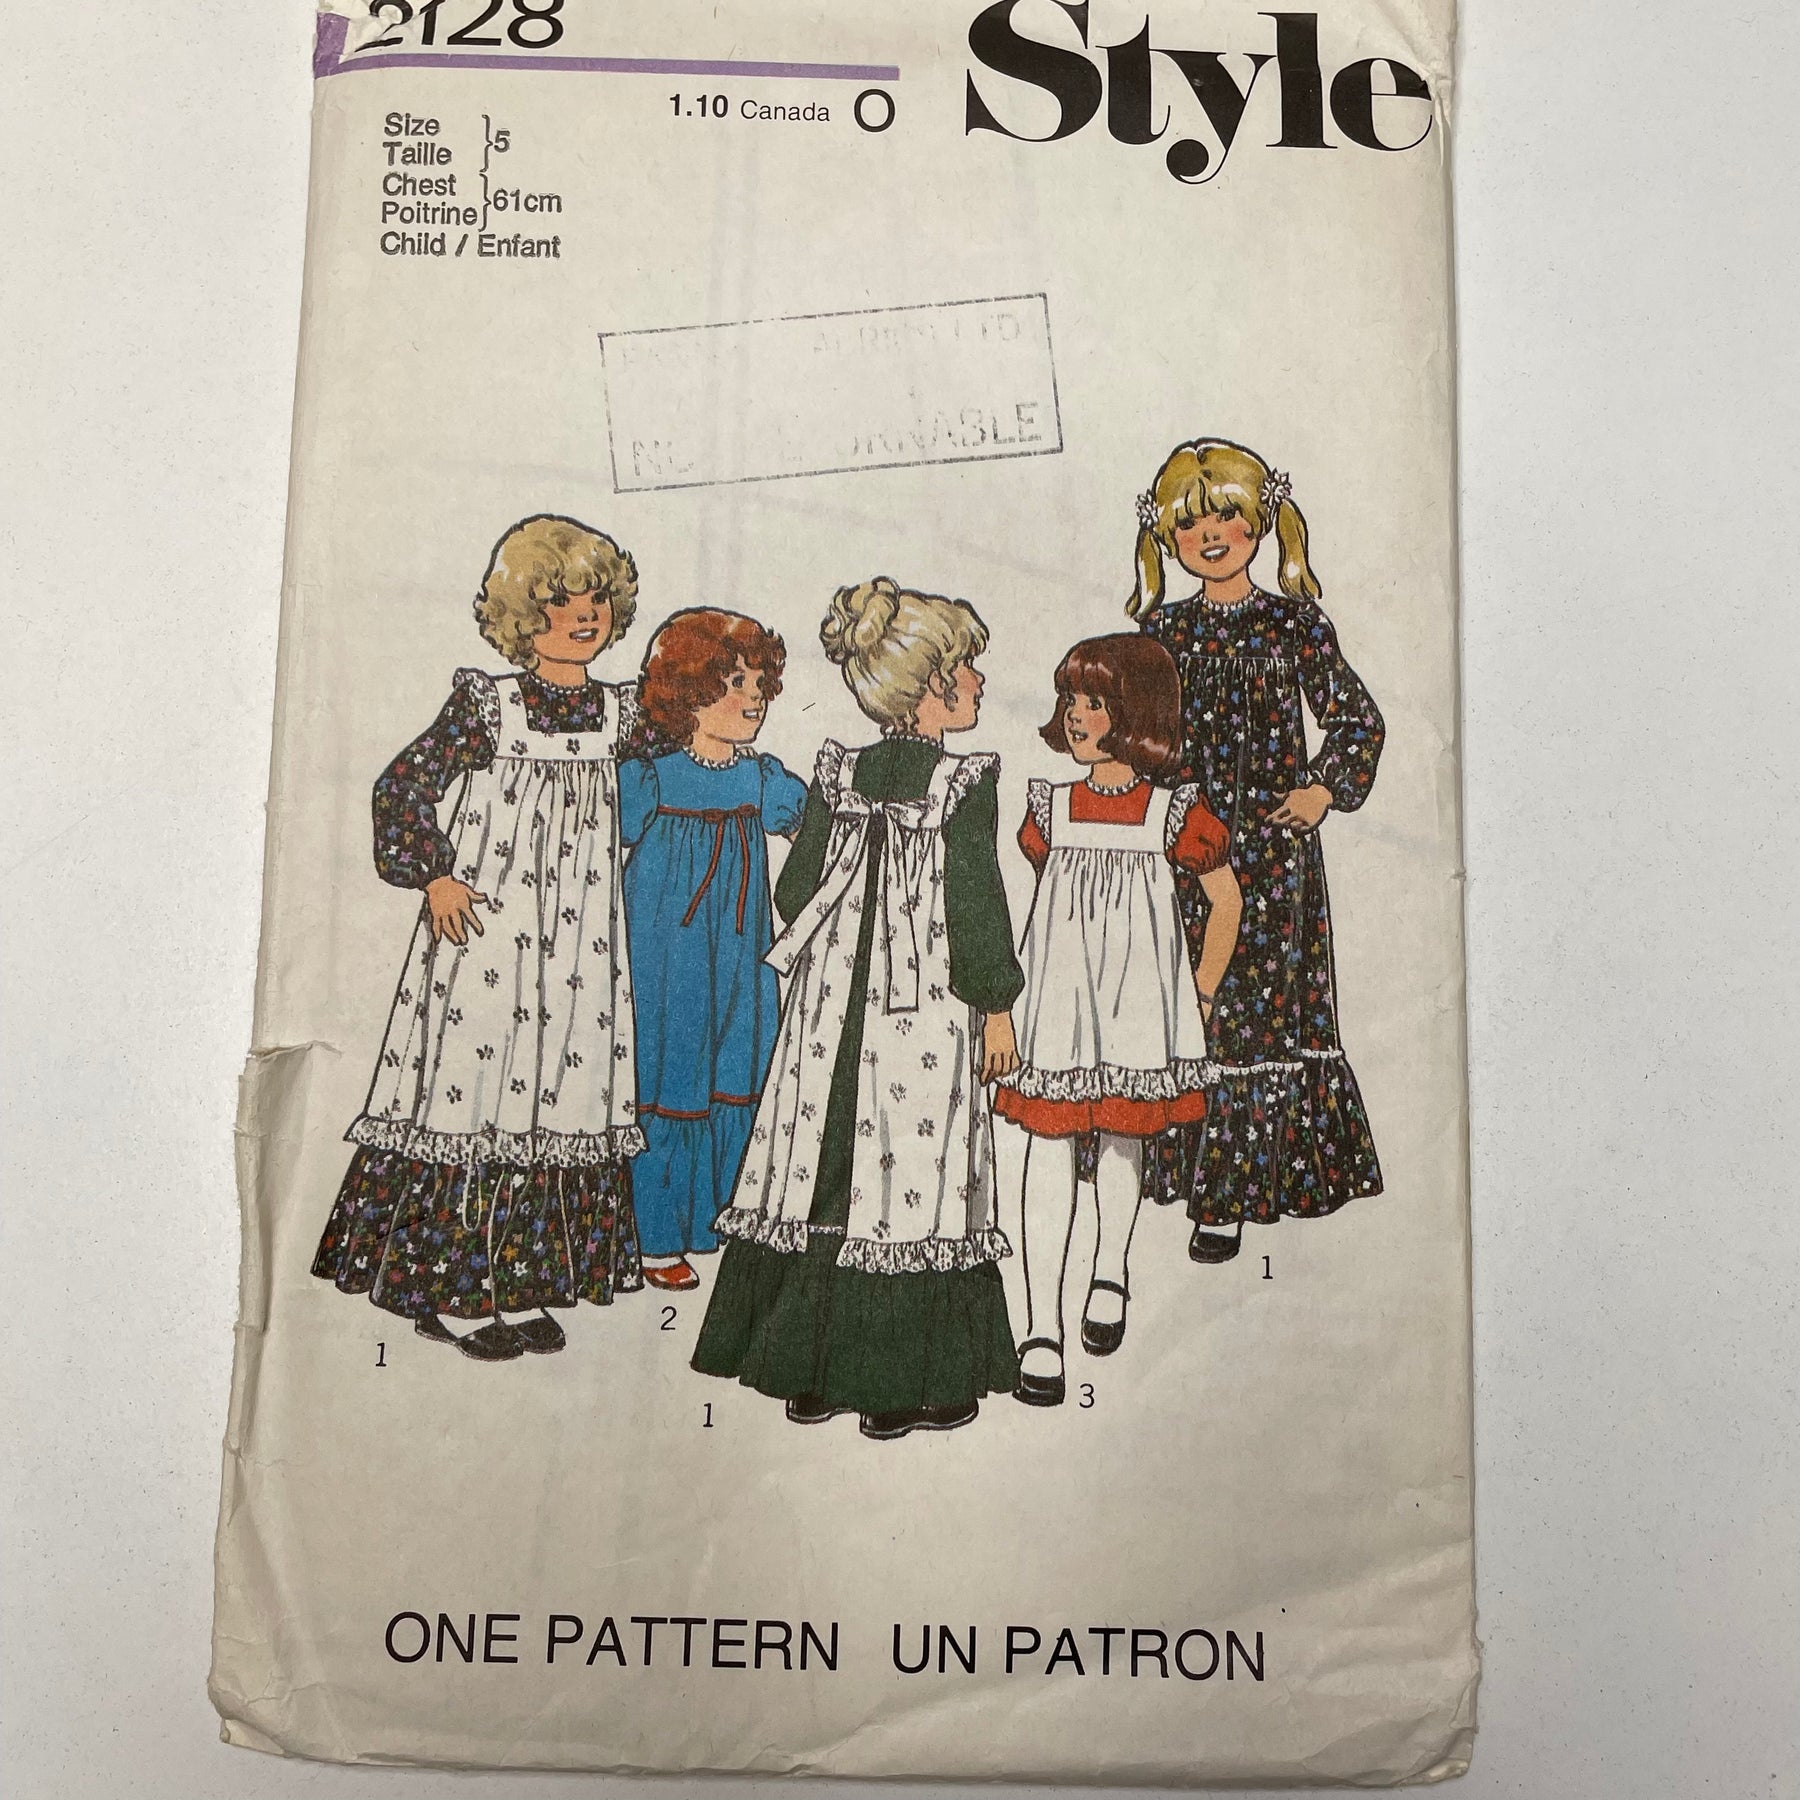 2128
Style
1.10 Canada O
Size
Taille } 5
Chest
Poitrine } 61cm
Child / Enfant
1
2
1
3
1
ONE PATTERN UN PATRON